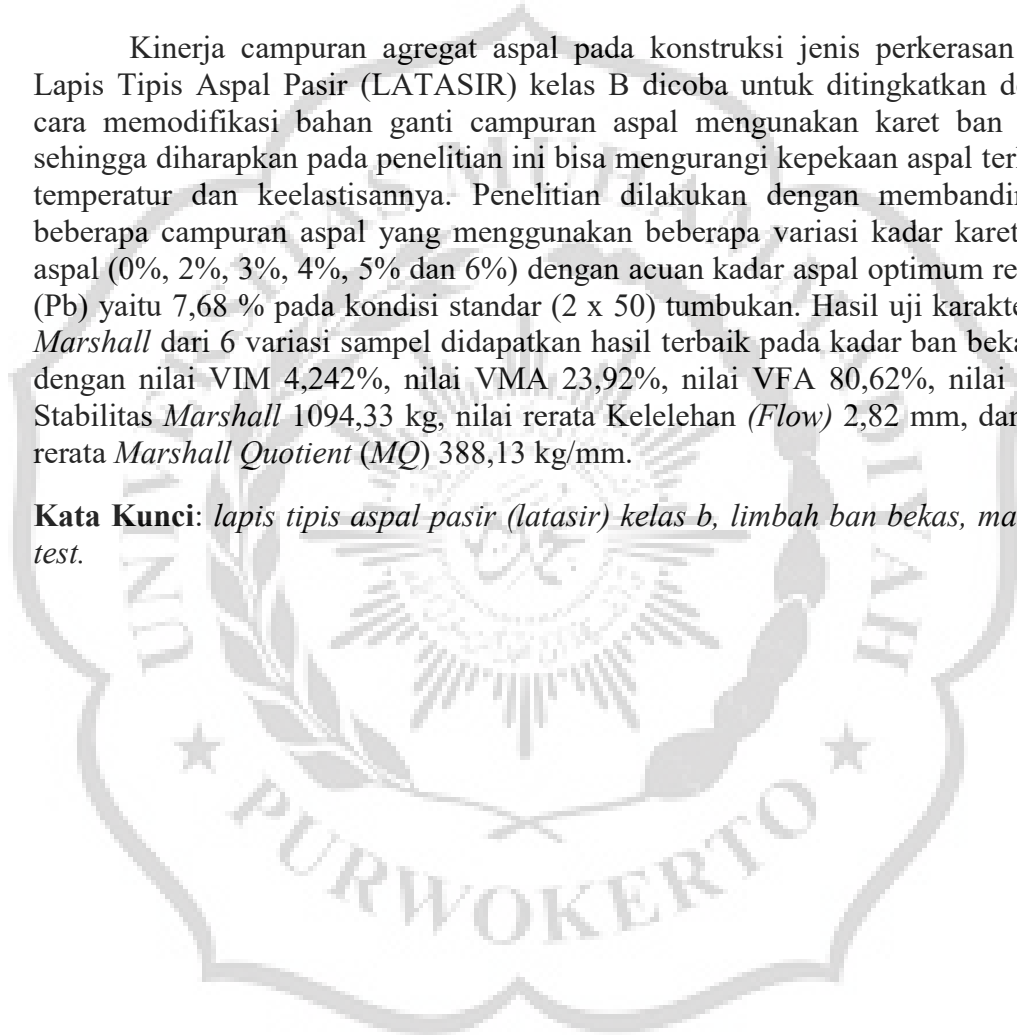 Kinerja campuran agregat aspal pada konstruksi jenis perkerasan
Lapis Tipis Aspal Pasir (LATASIR) kelas B dicoba untuk ditingkatkan
cara memodifikasi bahan ganti campuran aspal mengunakan karet ban
sehingga diharapkan pada penelitian ini bisa mengurangi kepekaan aspal
temperatur dan keelastisannya. Penelitian dilakukan dengan
beberapa campuran aspal yang menggunakan beberapa variasi kadar karet
aspal (0%, 2%, 3%, 4%, 5% dan 6%) dengan acuan kadar aspal optimum
(Pb) yaitu 7,68 % pada kondisi standar (2 x 50) tumbukan. Hasil uji
Marshall dari 6 variasi sampel didapatkan hasil terbaik pada kadar ban
dengan nilai VIM 4,242%, nilai VMA 23,92%, nilai VFA 80,62%, nilai
Stabilitas Marshall 1094,33 kg, nilai rerata Kelelehan (Flow) 2,82 mm, dan
rerata Marshall Quotient (MQ) 388,13 kg/mm.
Kata Kunci: lapis tipis aspal pasir (latasir) kelas b, limbah ban bekas,
test.
UNIVERSITAS MUHAMMADIYAH
PURWOKERTO